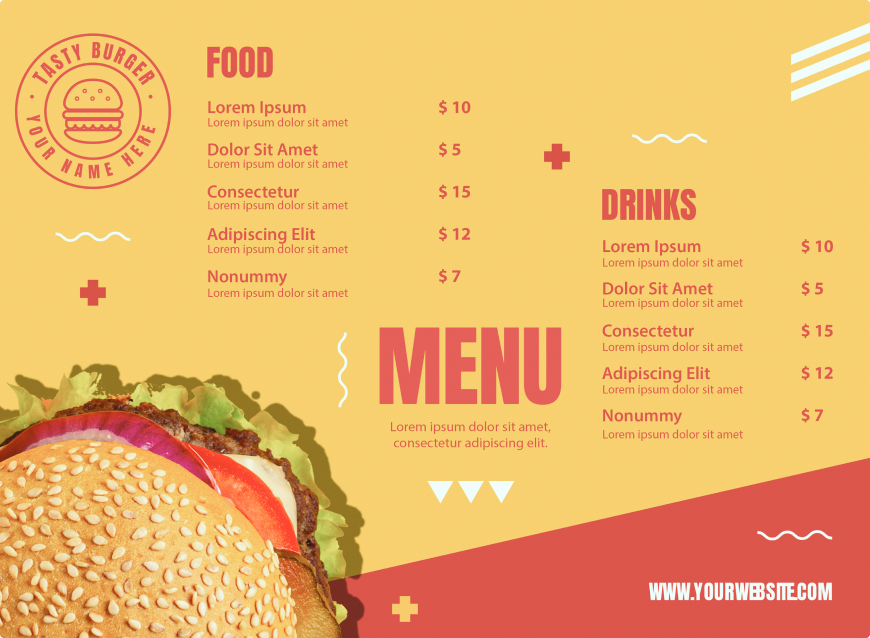 TASTY BURGER
YOUR NAME HERE
FOOD
Lorem Ipsum $ 10
Lorem ipsum dolor sit amet
Dolor Sit Amet $ 5
Lorem ipsum dolor sit amet
Consectetur $ 15
Lorem ipsum dolor sit amet
Adipiscing Elit $ 12
Lorem ipsum dolor sit amet
Nonummy $ 7
Lorem ipsum dolor sit amet
MENU
Lorem ipsum dolor sit amet,
consectetur adipiscing elit.
DRINKS
Lorem Ipsum $ 10
Lorem ipsum dolor sit amet
Dolor Sit Amet $ 5
Lorem ipsum dolor sit amet
Consectetur $ 15
Lorem ipsum dolor sit amet
Adipiscing Elit $ 12
Lorem ipsum dolor sit amet
Nonummy $ 7
Lorem ipsum dolor sit amet
WWW.YOURWEBSITE.COM